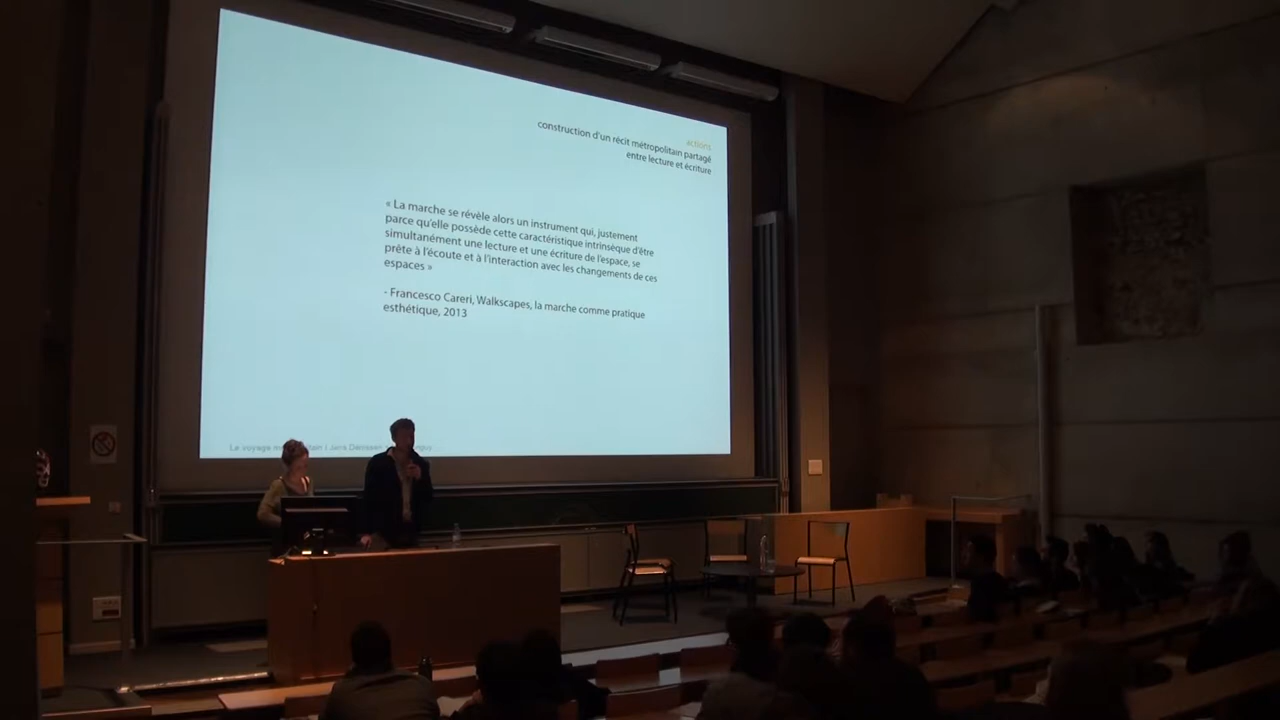 actions
construction d'un récit métropolitain partagé
entre lecture et écriture
« La marche se révèle alors un instrument qui, justement
parce qu'elle possède cette caractéristique intrinsèque d'être
simultanément une lecture et une écriture de l'espace, se
prête à l'écoute et à l'interaction avec les changements de ces
espaces »
- Francesco Careri, Walkscapes, la marche comme pratique
esthétique, 2013
Le voyage